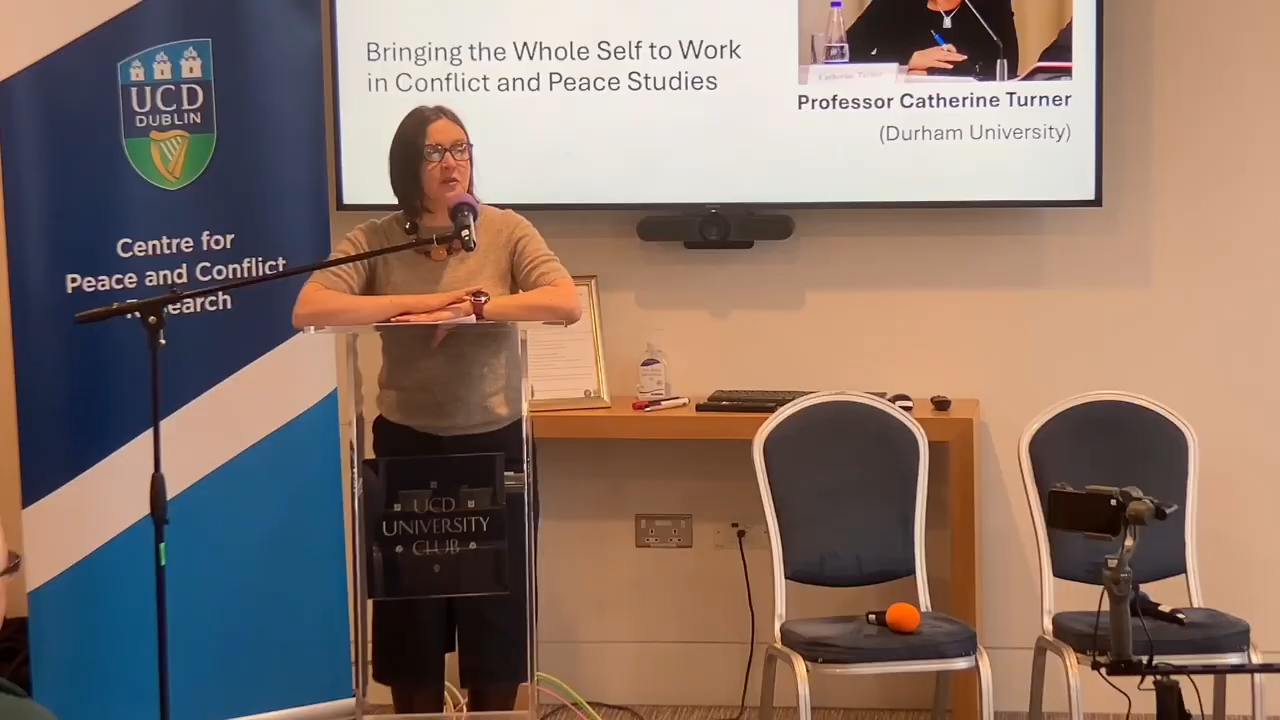 Bringing the Whole Self to Work
in Conflict and Peace Studies
Professor Catherine Turner
(Durham University)
UCD
DUBLIN
Centre for
Peace and Conflict
Research
UCD
UNIVERSITY
CLUB